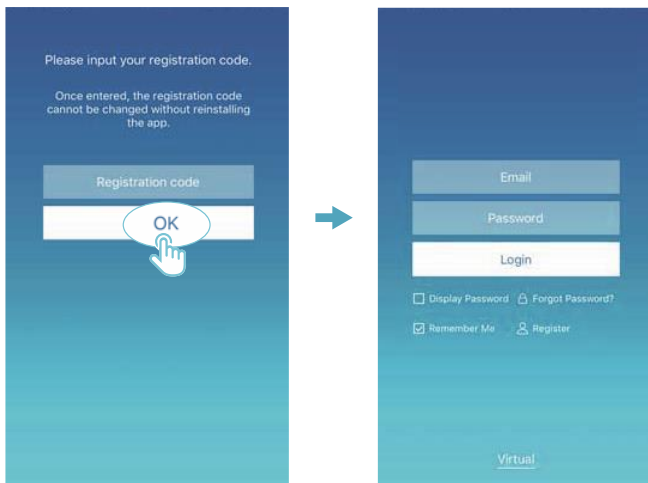 Please input your registration code.
Once entered, the registration code
cannot be changed without reinstalling
the app.
Registration code
OK
Email
Password
Login
Display Password Forgot Password?
Remember Me Register
Virtual